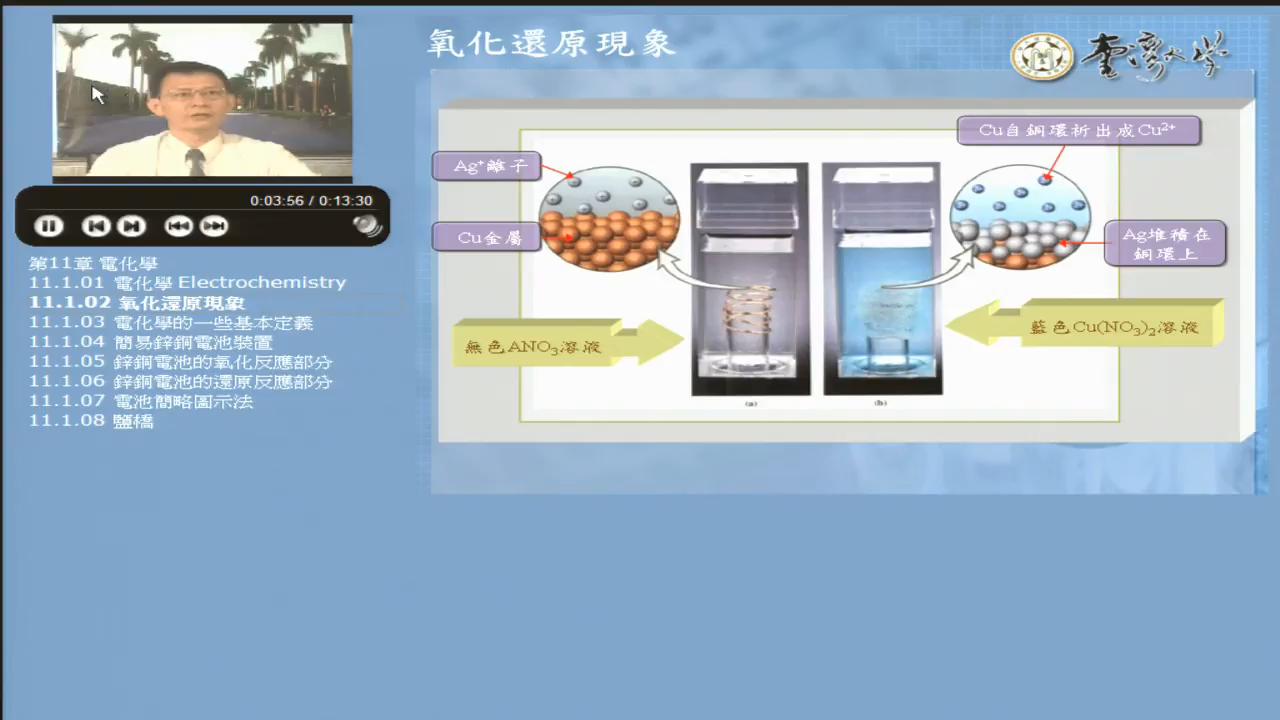 氧化還原現象
臺灣大學
0:03:56 / 0:13:30
第11章 電化學
11.1.01 電化學 Electrochemistry
11.1.02 氧化還原現象
11.1.03 電化學的一些基本定義
11.1.04 簡易鋅銅電池裝置
11.1.05 鋅銅電池的氧化反應部分
11.1.06 鋅銅電池的還原反應部分
11.1.07 電池簡略圖示法
11.1.08 鹽橋
Ag⁺離子
Cu金屬
無色ANO₃溶液
Cu自銅環析出成Cu²⁺
Ag堆積在
銅環上
藍色Cu(NO₃)₂溶液
(a)
(b)